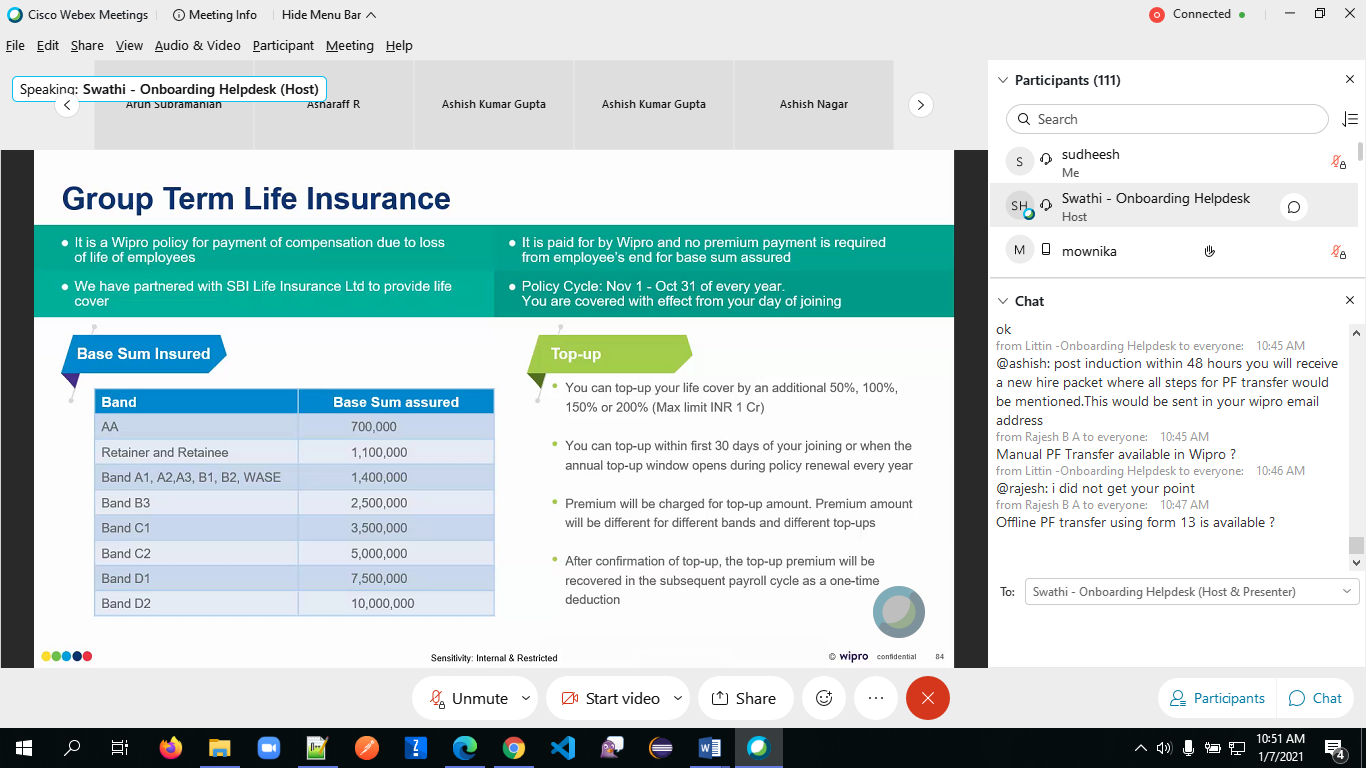 Cisco Webex Meetings
Meeting Info
Hide Menu Bar
Connected
File Edit Share View Audio & Video Participant Meeting Help
Speaking: Swathi - Onboarding Helpdesk (Host)
Arun Subramanian
Asharaff R
Ashish Kumar Gupta
Ashish Kumar Gupta
Ashish Nagar
Group Term Life Insurance
• It is a Wipro policy for payment of compensation due to loss
of life of employees
• It is paid for by Wipro and no premium payment is required
from employee's end for base sum assured
• We have partnered with SBI Life Insurance Ltd to provide life
cover
• Policy Cycle: Nov 1 - Oct 31 of every year.
You are covered with effect from your day of joining
Base Sum Insured
Band Base Sum assured
AA 700,000
Retainer and Retainee 1,100,000
Band A1, A2,A3, B1, B2, WASE 1,400,000
Band B3 2,500,000
Band C1 3,500,000
Band C2 5,000,000
Band D1 7,500,000
Band D2 10,000,000
Top-up
• You can top-up your life cover by an additional 50%, 100%,
150% or 200% (Max limit INR 1 Cr)
• You can top-up within first 30 days of your joining or when the
annual top-up window opens during policy renewal every year
• Premium will be charged for top-up amount. Premium amount
will be different for different bands and different top-ups
• After confirmation of top-up, the top-up premium will be
recovered in the subsequent payroll cycle as a one-time
deduction
Sensitivity: Internal & Restricted
© wipro confidential 84
Participants (111)
Search
S
sudheesh
Me
SH
Swathi - Onboarding Helpdesk
Host
M
mownika
Chat
ok
from Littin -Onboarding Helpdesk to everyone: 10:45 AM
@ashish: post induction within 48 hours you will receive
a new hire packet where all steps for PF transfer would
be mentioned.This would be sent in your wipro email
address
from Rajesh B A to everyone: 10:45 AM
Manual PF Transfer available in Wipro ?
from Littin -Onboarding Helpdesk to everyone: 10:46 AM
@rajesh: i did not get your point
from Rajesh B A to everyone: 10:47 AM
Offline PF transfer using form 13 is available ?
To: Swathi - Onboarding Helpdesk (Host & Presenter)
Unmute
Start video
Share
Participants
Chat
10:51 AM
1/7/2021
4